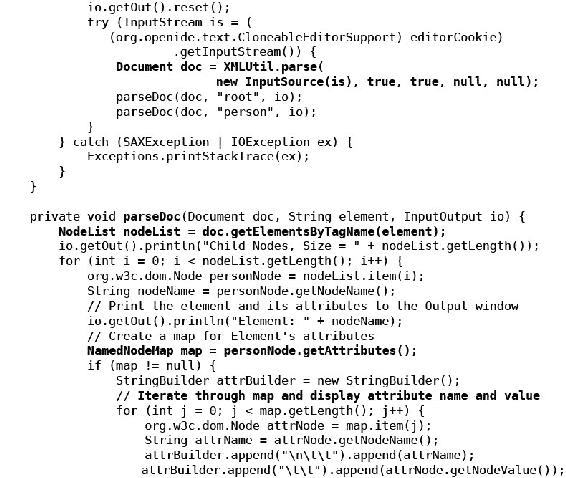 io.getOut().reset();
try (InputStream is = (
(org.openide.text.CloneableEditorSupport) editorCookie)
.getInputStream()) {
Document doc = XMLUtil.parse(
new InputSource(is), true, true, null, null);
parseDoc(doc, "root", io);
parseDoc(doc, "person", io);
}
} catch (SAXException | IOException ex) {
Exceptions.printStackTrace(ex);
}
}
private void parseDoc(Document doc, String element, InputOutput io) {
NodeList nodeList = doc.getElementsByTagName(element);
io.getOut().println("Child Nodes, Size = " + nodeList.getLength());
for (int i = 0; i < nodeList.getLength(); i++) {
org.w3c.dom.Node personNode = nodeList.item(i);
String nodeName = personNode.getNodeName();
// Print the element and its attributes to the Output window
io.getOut().println("Element: " + nodeName);
// Create a map for Element's attributes
NamedNodeMap map = personNode.getAttributes();
if (map != null) {
StringBuilder attrBuilder = new StringBuilder();
// Iterate through map and display attribute name and value
for (int j = 0; j < map.getLength(); j++) {
org.w3c.dom.Node attrNode = map.item(j);
String attrName = attrNode.getNodeName();
attrBuilder.append("\n\t\t").append(attrName);
attrBuilder.append("\t\t").append(attrNode.getNodeValue());